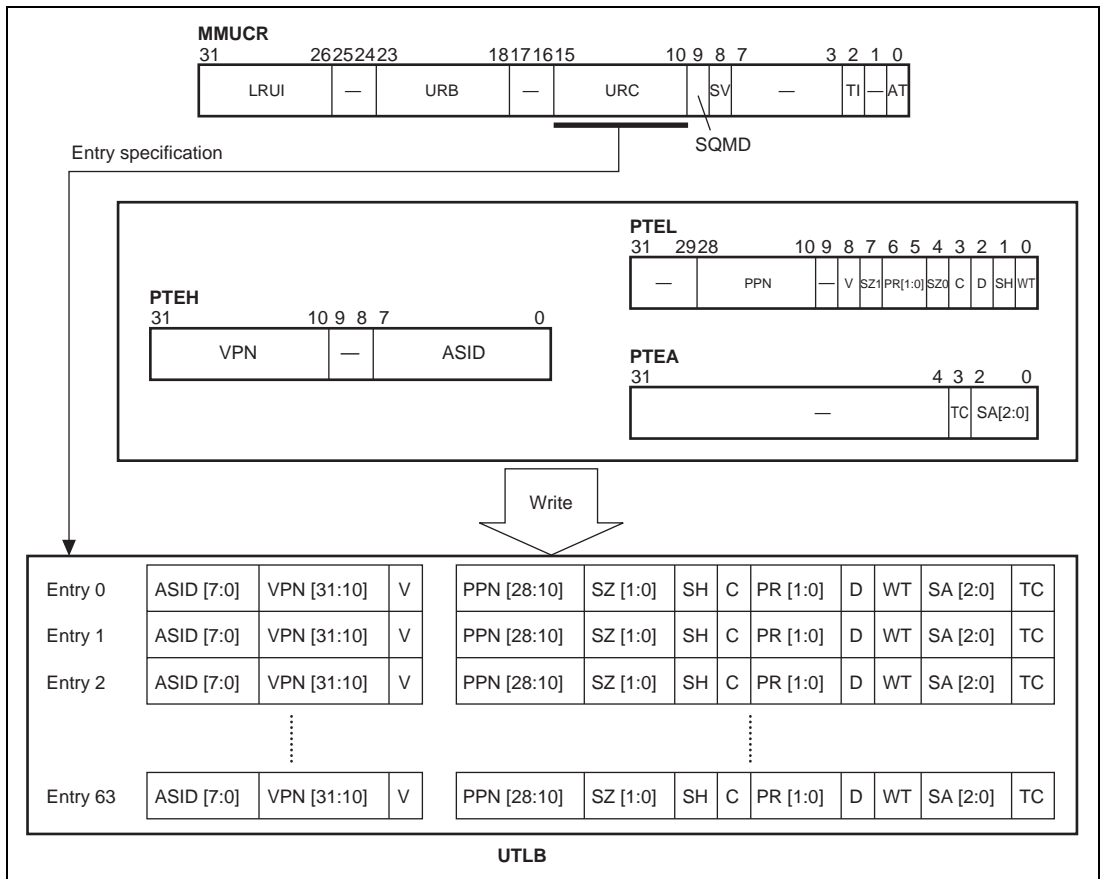 MMUCR
31 26 25 24 23 18 17 16 15 10 9 8 7 3 2 1 0
LRUI — URB — URC SV — TI — AT
SQMD
Entry specification
PTEL
31 29 28 10 9 8 7 6 5 4 3 2 1 0
— PPN — V SZ1 PR[1:0] SZ0 C D SH WT
PTEH
31 10 9 8 7 0
VPN — ASID
PTEA
31 4 3 2 0
— TC SA[2:0]
Write
Entry 0 ASID [7:0] VPN [31:10] V PPN [28:10] SZ [1:0] SH C PR [1:0] D WT SA [2:0] TC
Entry 1 ASID [7:0] VPN [31:10] V PPN [28:10] SZ [1:0] SH C PR [1:0] D WT SA [2:0] TC
Entry 2 ASID [7:0] VPN [31:10] V PPN [28:10] SZ [1:0] SH C PR [1:0] D WT SA [2:0] TC
Entry 63 ASID [7:0] VPN [31:10] V PPN [28:10] SZ [1:0] SH C PR [1:0] D WT SA [2:0] TC
UTLB